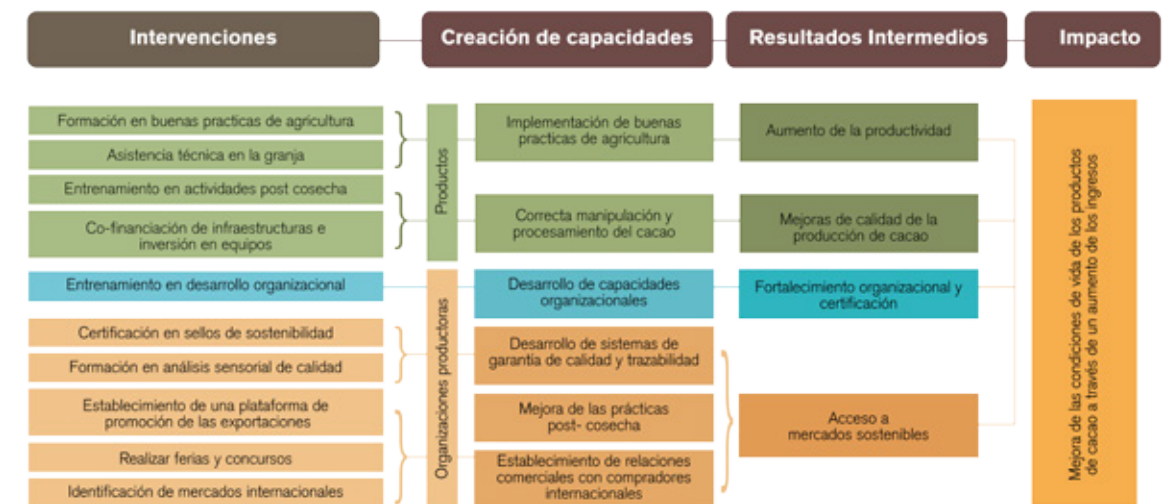 Intervenciones
Creación de capacidades
Resultados Intermedios
Impacto
Formación en buenas practicas de agricultura
Asistencia técnica en la granja
Entrenamiento en actividades post cosecha
Co-financiación de infraestructuras e
inversión en equipos
Entrenamiento en desarrollo organizacional
Certificación en sellos de sostenibilidad
Formación en análisis sensorial de calidad
Establecimiento de una plataforma de
promoción de las exportaciones
Realizar ferias y concursos
Identificación de mercados internacionales
Productos
Organizaciones productoras
Implementación de buenas
practicas de agricultura
Correcta manipulación y
procesamiento del cacao
Desarrollo de capacidades
organizacionales
Desarrollo de sistemas de
garantía de calidad y trazabilidad
Mejora de las prácticas
post- cosecha
Establecimiento de relaciones
comerciales con compradores
internacionales
Aumento de la productividad
Mejoras de calidad de la
producción de cacao
Fortalecimiento organizacional y
certificación
Acceso a
mercados sostenibles
Mejora de las condiciones de vida de los productos
de cacao a través de un aumento de los ingresos